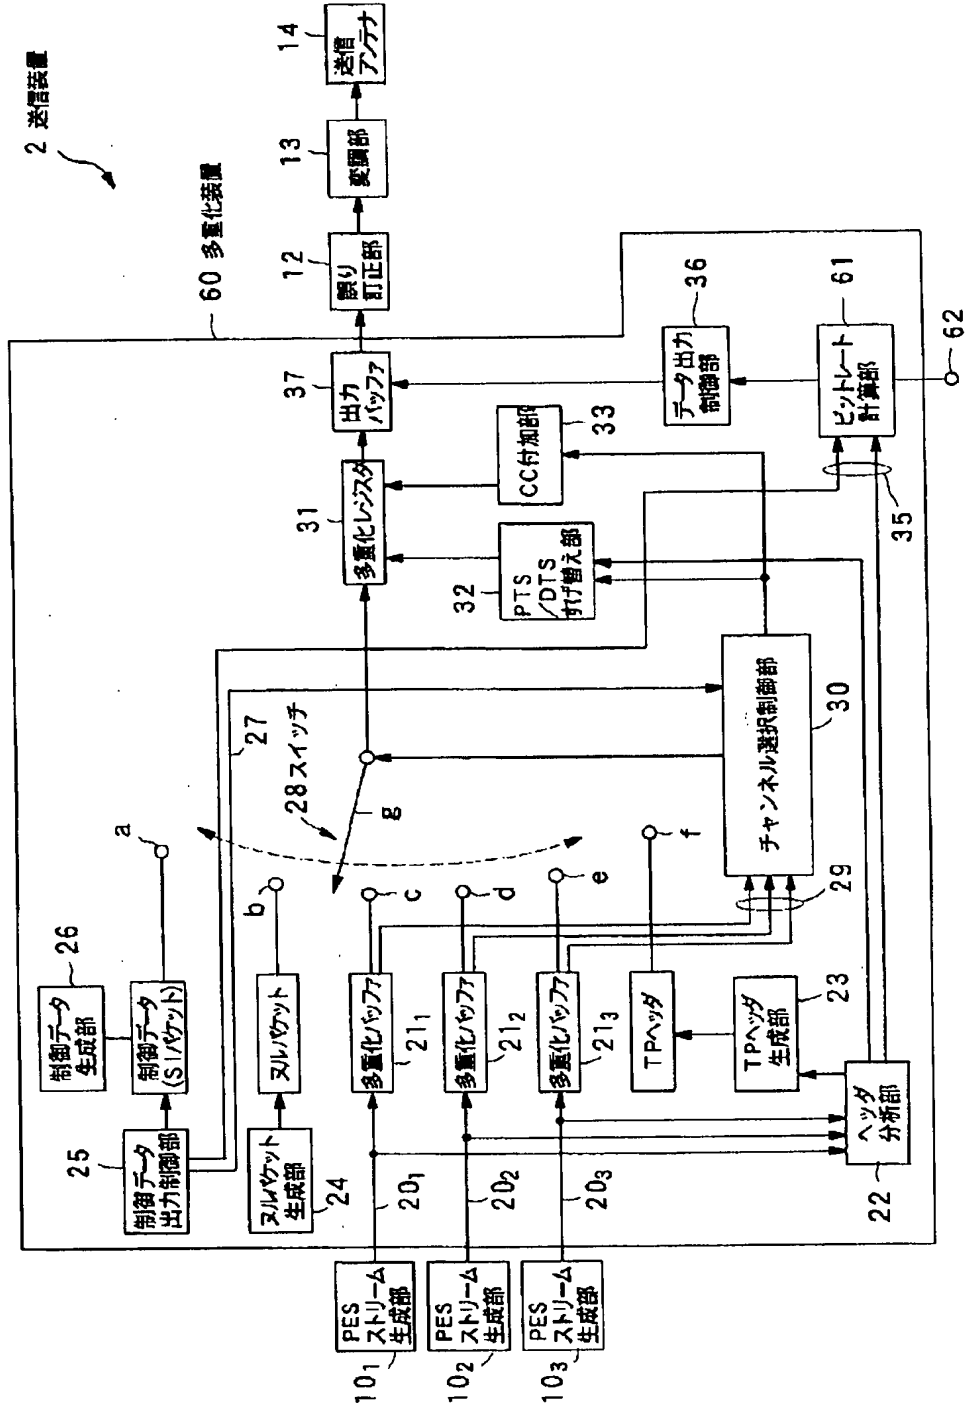 2 送信装置
60 多重化装置
14
送信
アンテナ
13
変調部
12
誤り
訂正部
37
出力
バッファ
31
多重化レジスタ
36
データ出力
制御部
61
ビットレート
計算部
62
33
CC付加部
32
PTS
/DTS
すげ替え部
35
27
28スイッチ
g
30
チャンネル選択制御部
29
a
b
c
d
e
f
26
制御データ
生成部
制御データ
(SIパケット)
25
制御データ
出力制御部
ヌルパケット
ヌルパケット
生成部
24
多重化バッファ
21₁
多重化バッファ
21₂
多重化バッファ
21₃
TPヘッダ
TPヘッダ
生成部
23
ヘッダ
分析部
22
20₁
20₂
20₃
PES
ストリーム
生成部
10₁
PES
ストリーム
生成部
10₂
PES
ストリーム
生成部
10₃